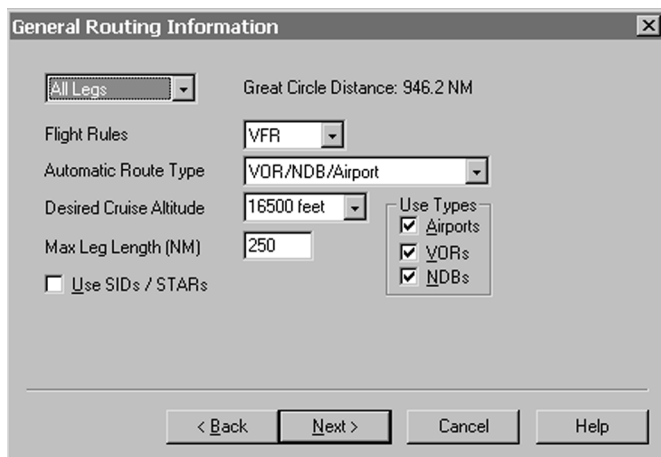 General Routing Information
All Legs
Great Circle Distance: 946.2 NM
Flight Rules
VFR
Automatic Route Type
VOR/NDB/Airport
Desired Cruise Altitude
16500 feet
Use Types
Airports
Max Leg Length (NM)
250
VORs
Use SIDs / STARs
NDBs
< Back
Next >
Cancel
Help